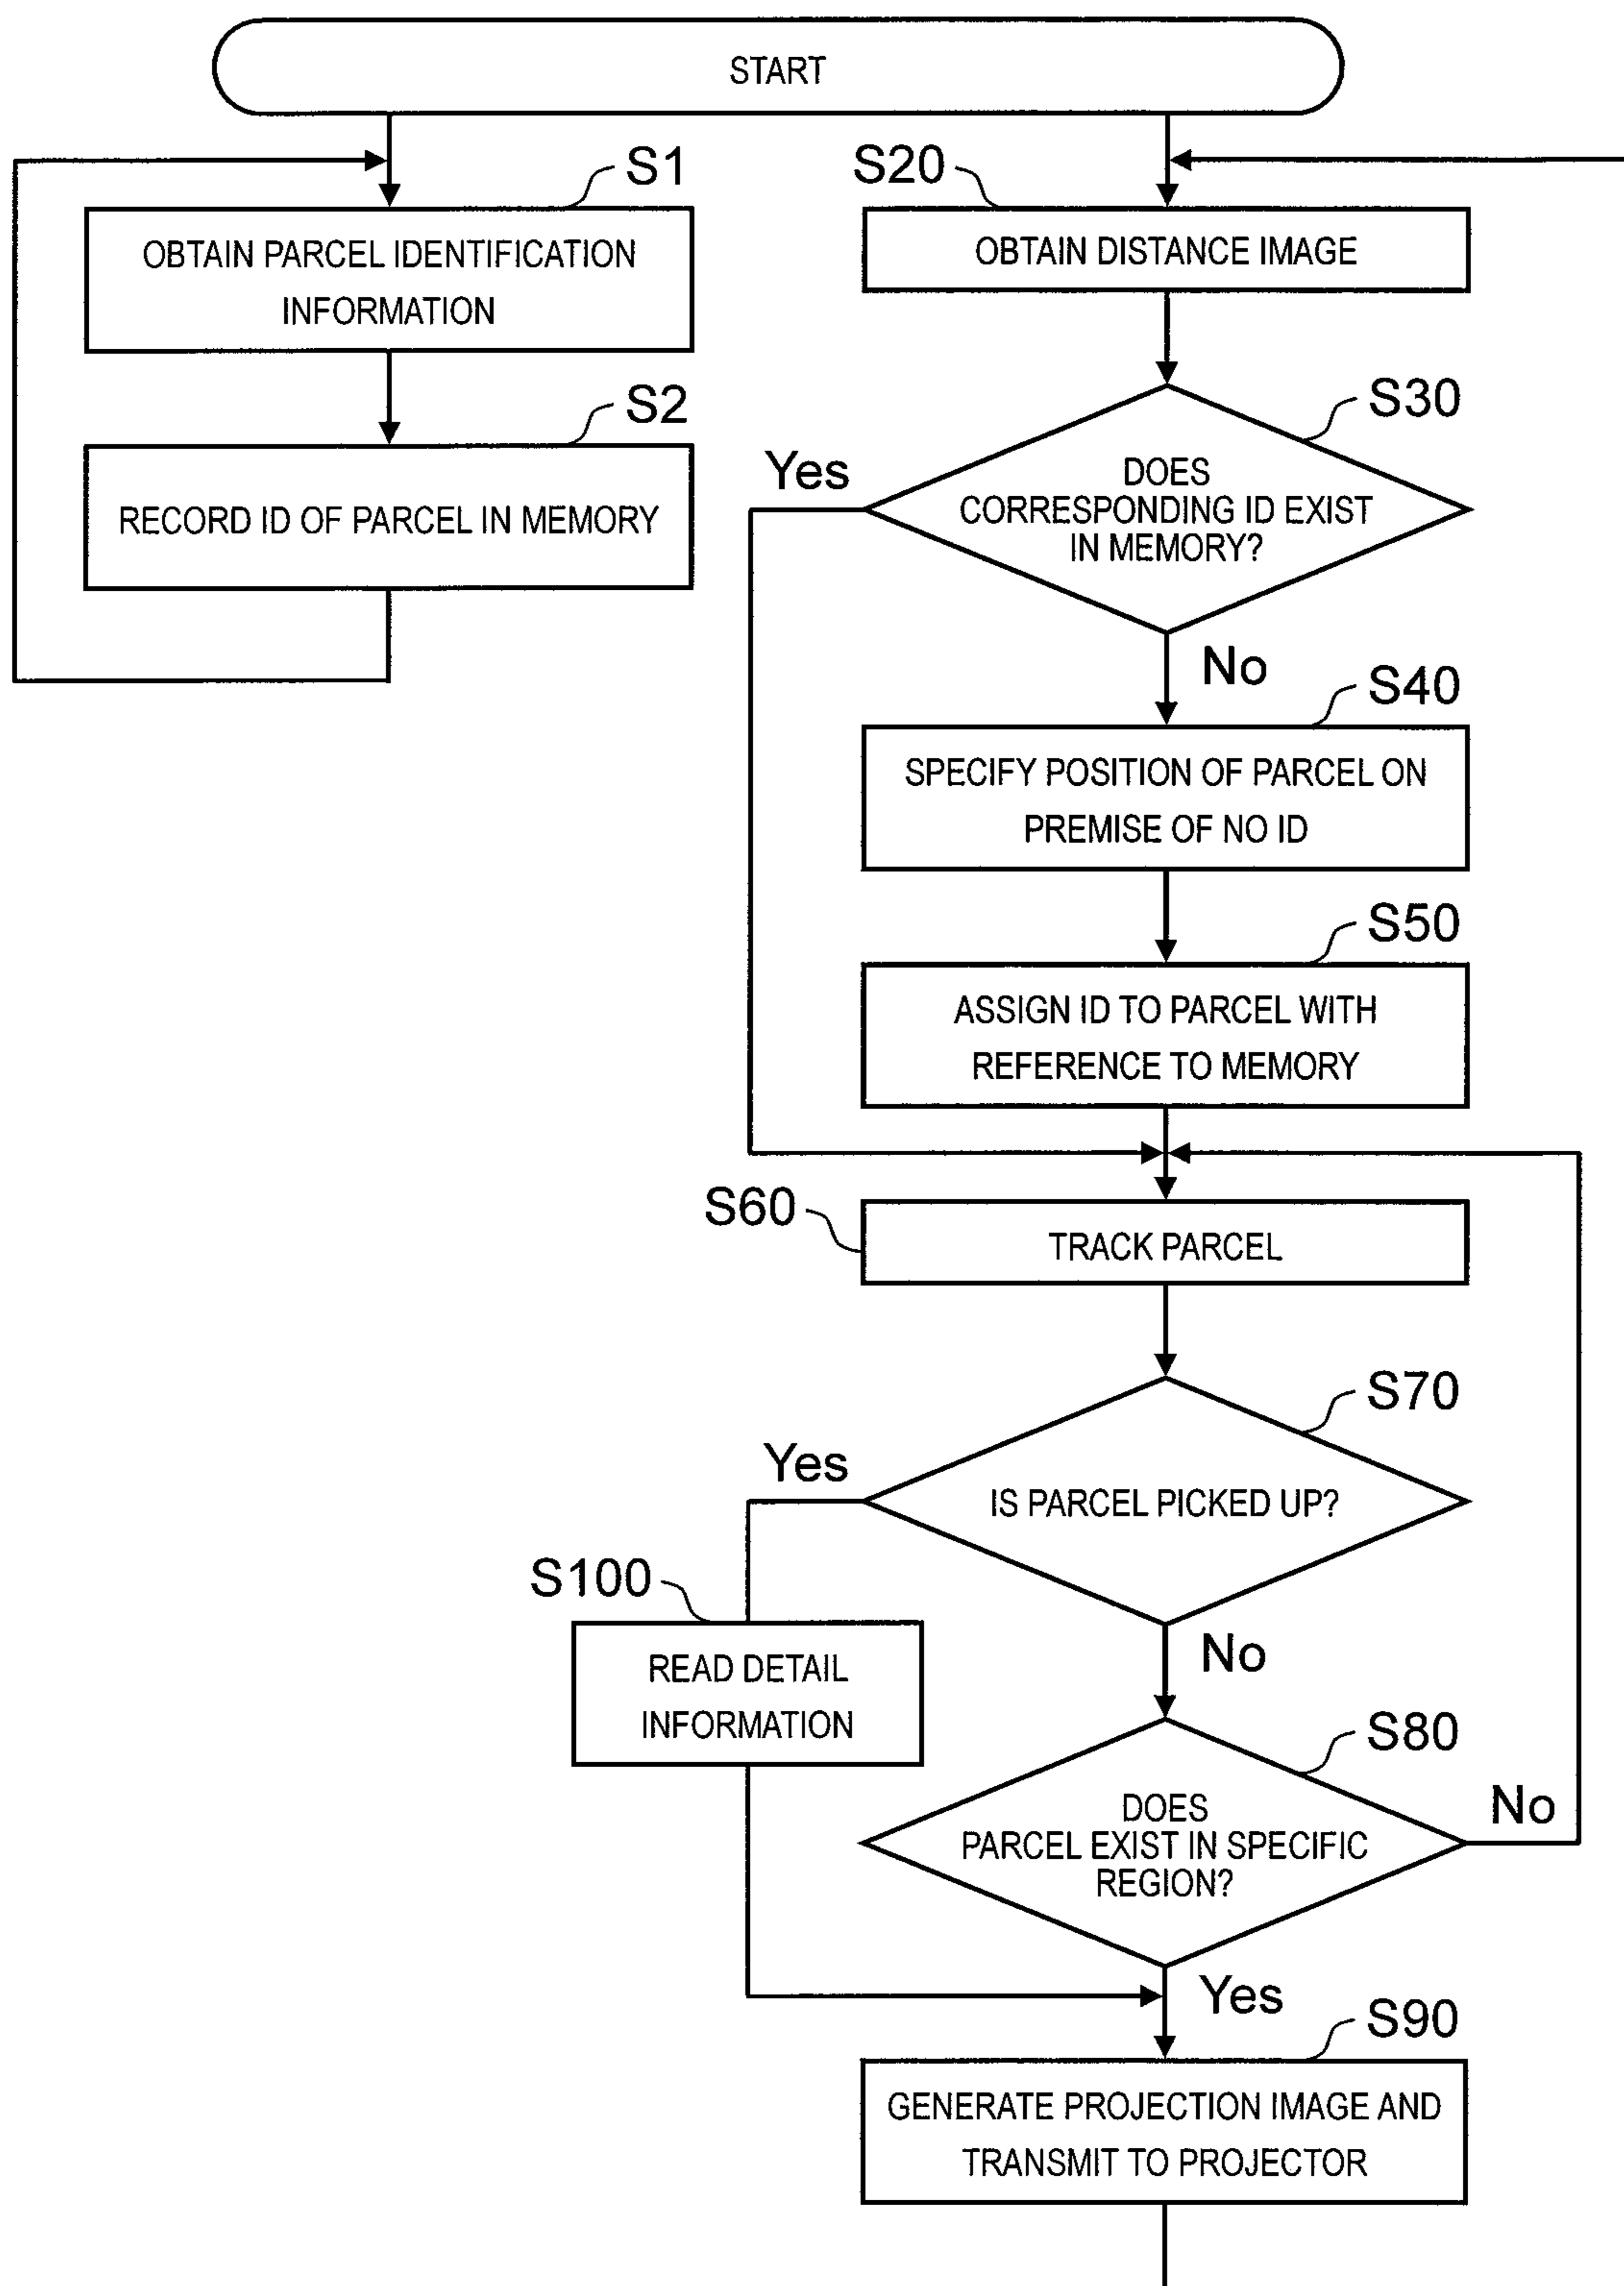 START
S1
OBTAIN PARCEL IDENTIFICATION
INFORMATION
S2
RECORD ID OF PARCEL IN MEMORY
S20
OBTAIN DISTANCE IMAGE
S30
Yes
DOES
CORRESPONDING ID EXIST
IN MEMORY?
No
S40
SPECIFY POSITION OF PARCEL ON
PREMISE OF NO ID
S50
ASSIGN ID TO PARCEL WITH
REFERENCE TO MEMORY
S60
TRACK PARCEL
S70
Yes
IS PARCEL PICKED UP?
S100
READ DETAIL
INFORMATION
No
S80
DOES
PARCEL EXIST IN SPECIFIC
REGION?
No
Yes
S90
GENERATE PROJECTION IMAGE AND
TRANSMIT TO PROJECTOR